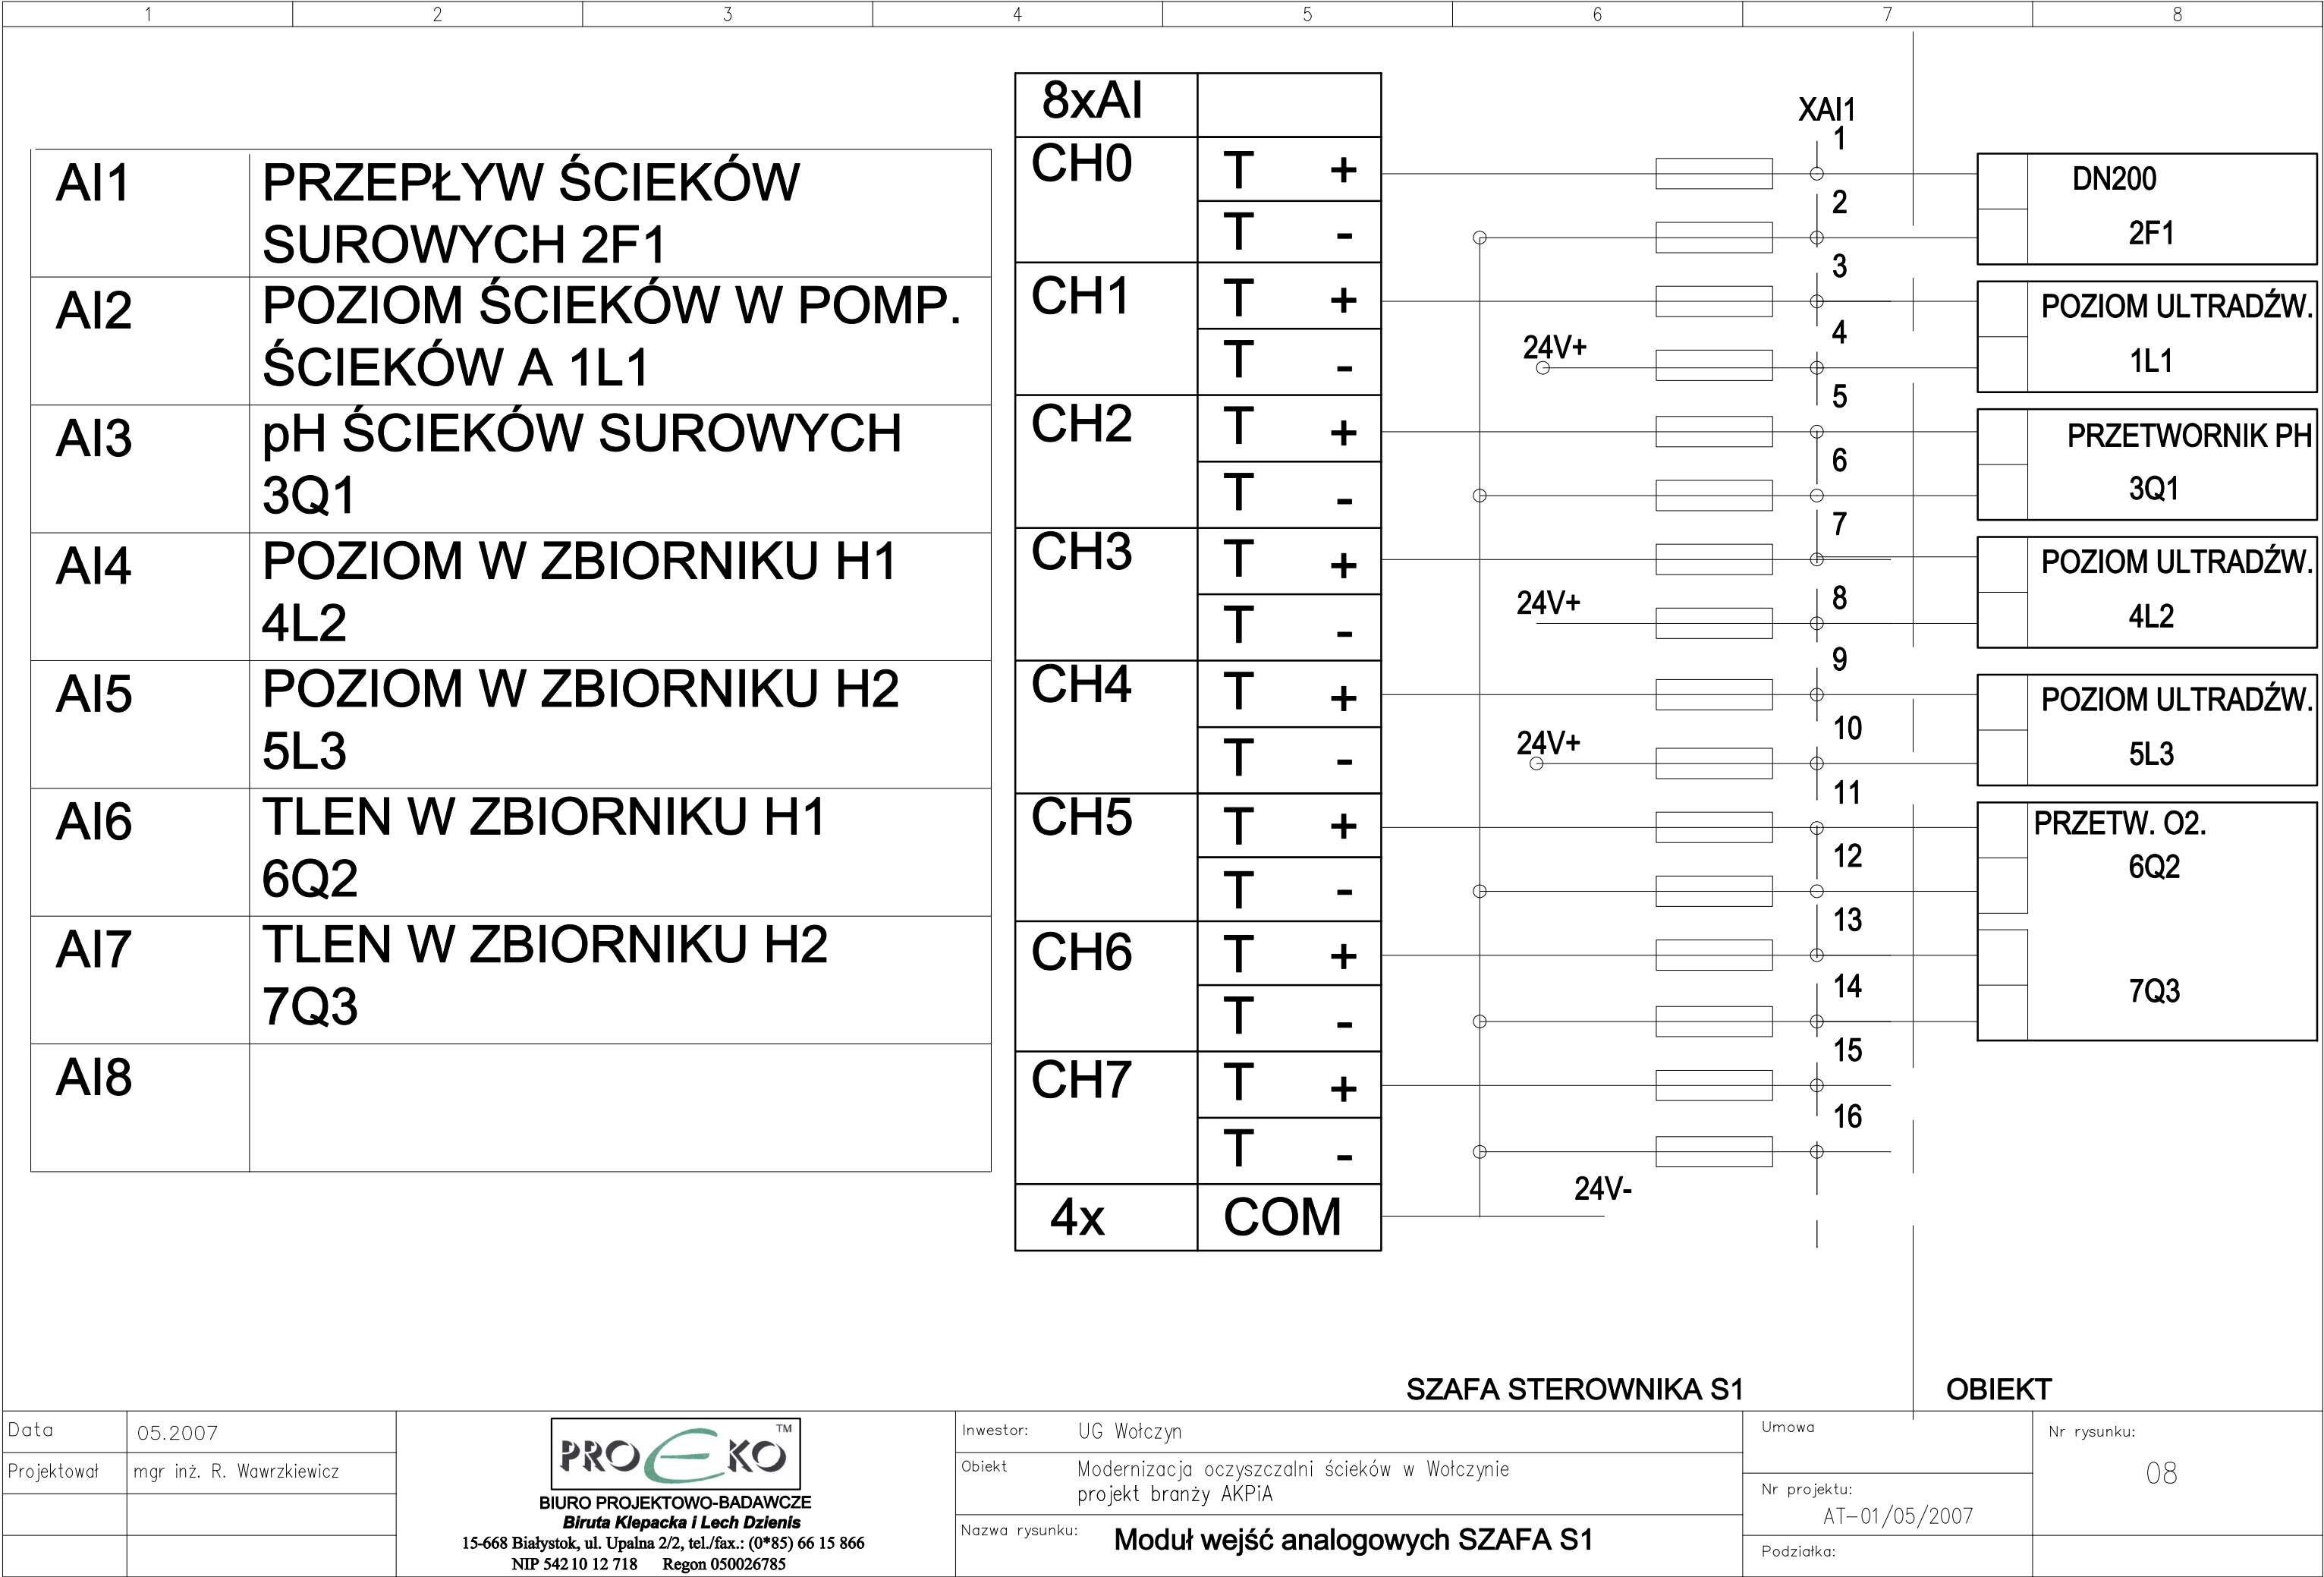 1 2 3 4 5 6 7 8
AI1 PRZEPŁYW ŚCIEKÓW
SUROWYCH 2F1
AI2 POZIOM ŚCIEKÓW W POMP.
ŚCIEKÓW A 1L1
AI3 pH ŚCIEKÓW SUROWYCH
3Q1
AI4 POZIOM W ZBIORNIKU H1
4L2
AI5 POZIOM W ZBIORNIKU H2
5L3
AI6 TLEN W ZBIORNIKU H1
6Q2
AI7 TLEN W ZBIORNIKU H2
7Q3
AI8
8xAI
CH0 T +
T -
CH1 T +
T -
CH2 T +
T -
CH3 T +
T -
CH4 T +
T -
CH5 T +
T -
CH6 T +
T -
CH7 T +
T -
4x COM
24V+
24V+
24V+
24V-
XAI1
1
2
3
4
5
6
7
8
9
10
11
12
13
14
15
16
DN200
2F1
POZIOM ULTRADŹW.
1L1
PRZETWORNIK PH
3Q1
POZIOM ULTRADŹW.
4L2
POZIOM ULTRADŹW.
5L3
PRZETW. O2.
6Q2
7Q3
SZAFA STEROWNIKA S1 OBIEKT
Data 05.2007
Projektował mgr inż. R. Wawrzkiewicz
PROEKO TM
BIURO PROJEKTOWO-BADAWCZE
Biruta Klepacka i Lech Dzienis
15-668 Białystok, ul. Upalna 2/2, tel./fax.: (0*85) 66 15 866
NIP 542 10 12 718 Regon 050026785
Inwestor: UG Wołczyn
Obiekt Modernizacja oczyszczalni ścieków w Wołczynie
projekt branży AKPiA
Nazwa rysunku: Moduł wejść analogowych SZAFA S1
Umowa
Nr projektu:
AT-01/05/2007
Podziałka:
Nr rysunku:
08